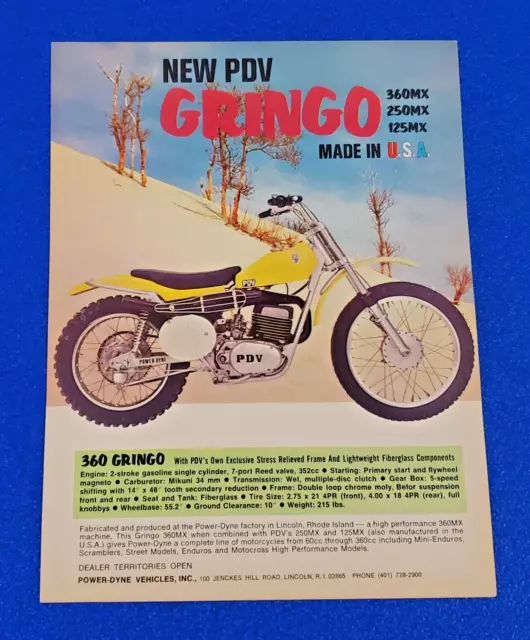 NEW PDV
GRINGO
360MX
250MX
125MX
MADE IN U.S.A.
PDV
POWER DYNE
PDV
360 GRINGO With PDV's Own Exclusive Stress Relieved Frame And Lightweight Fiberglass Components
Engine: 2-stroke gasoline single cylinder, 7-port Reed valve, 352cc ● Starting: Primary start and flywheel
magneto ● Carburetor: Mikuni 34 mm ● Transmission: Wet, multiple-disc clutch ● Gear Box: 5-speed
shifting with 14' x 48' tooth secondary reduction ● Frame: Double loop chrome moly, Betor suspension
front and rear ● Seat and Tank: Fiberglass ● Tire Size: 2.75 x 21 4PR (front), 4.00 x 18 4PR (rear), full
knobbys ● Wheelbase: 55.2" ● Ground Clearance: 10" ● Weight: 215 lbs.
Fabricated and produced at the Power-Dyne factory in Lincoln, Rhode Island — a high performance 360MX
machine. This Gringo 360MX when combined with PDV's 250MX and 125MX (also manufactured in the
U.S.A.) gives Power-Dyne a complete line of motorcycles from 60cc through 360cc including Mini-Enduros,
Scramblers, Street Models, Enduros and Motocross High Performance Models.
DEALER TERRITORIES OPEN
POWER-DYNE VEHICLES, INC., 100 JENCKES HILL ROAD, LINCOLN, R. I. 02865 PHONE (401) 728-2900